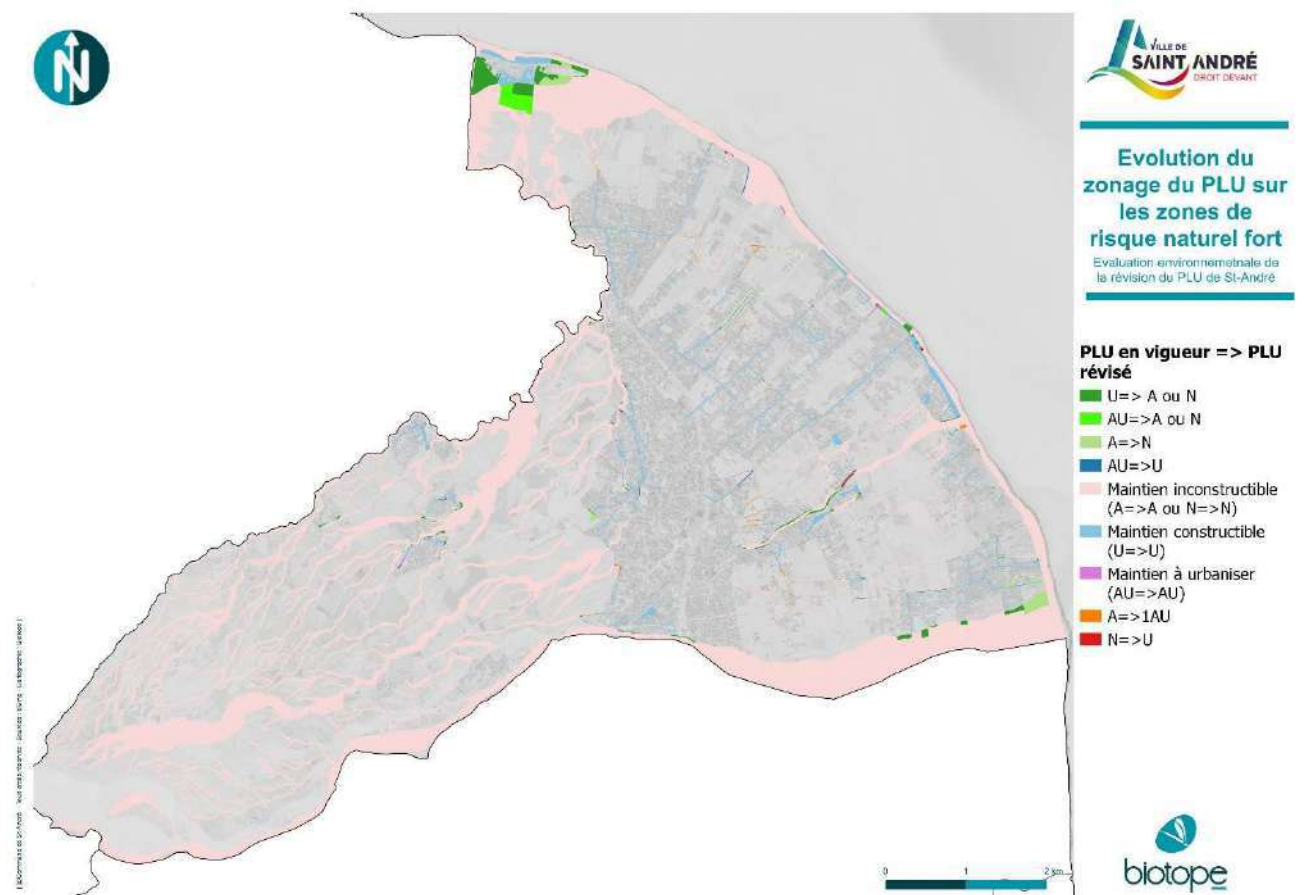 N
VILLE DE
SAINT ANDRÉ
DROIT DEVANT
Evolution du
zonage du PLU sur
les zones de
risque naturel fort
Evaluation environnemetnale de
la révision du PLU de St-André
PLU en vigueur => PLU
révisé
U=> A ou N
AU=>A ou N
A=>N
AU=>U
Maintien inconstructible
(A=>A ou N=>N)
Maintien constructible
(U=>U)
Maintien à urbaniser
(AU=>AU)
A=>1AU
N=>U
0 1 2 km
biotope